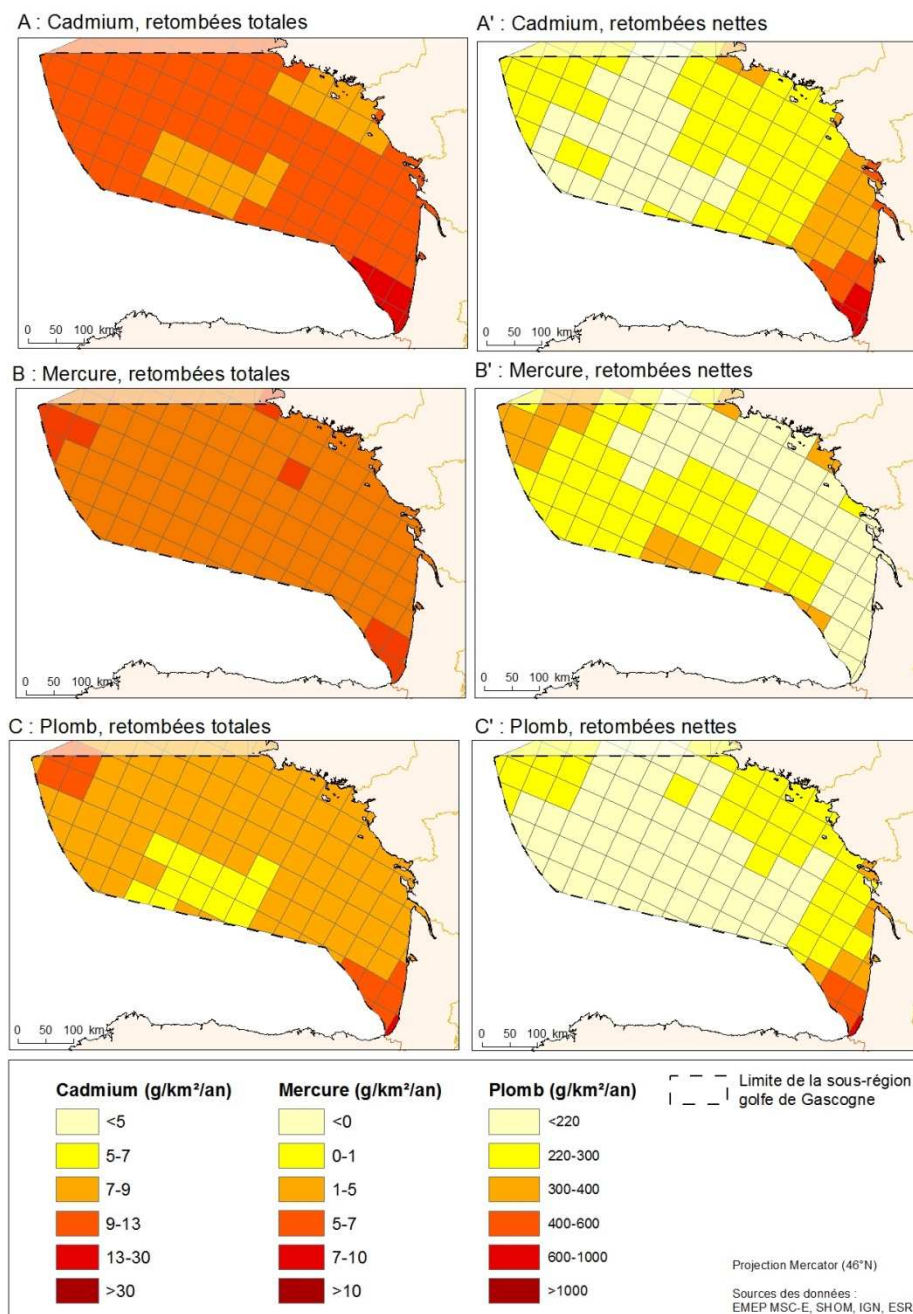 A : Cadmium, retombées totales
A' : Cadmium, retombées nettes
0 50 100 km
0 50 100 km
B : Mercure, retombées totales
B' : Mercure, retombées nettes
0 50 100 km
0 50 100 km
C : Plomb, retombées totales
C' : Plomb, retombées nettes
0 50 100 km
0 50 100 km
Cadmium (g/km²/an)
<5
5-7
7-9
9-13
13-30
>30
Mercure (g/km²/an)
<0
0-1
1-5
5-7
7-10
>10
Plomb (g/km²/an)
<220
220-300
300-400
400-600
600-1000
>1000
Limite de la sous-région
golfe de Gascogne
Projection Mercator (46°N)
Sources des données :
EMEP MSC-E, SHOM, IGN, ESR